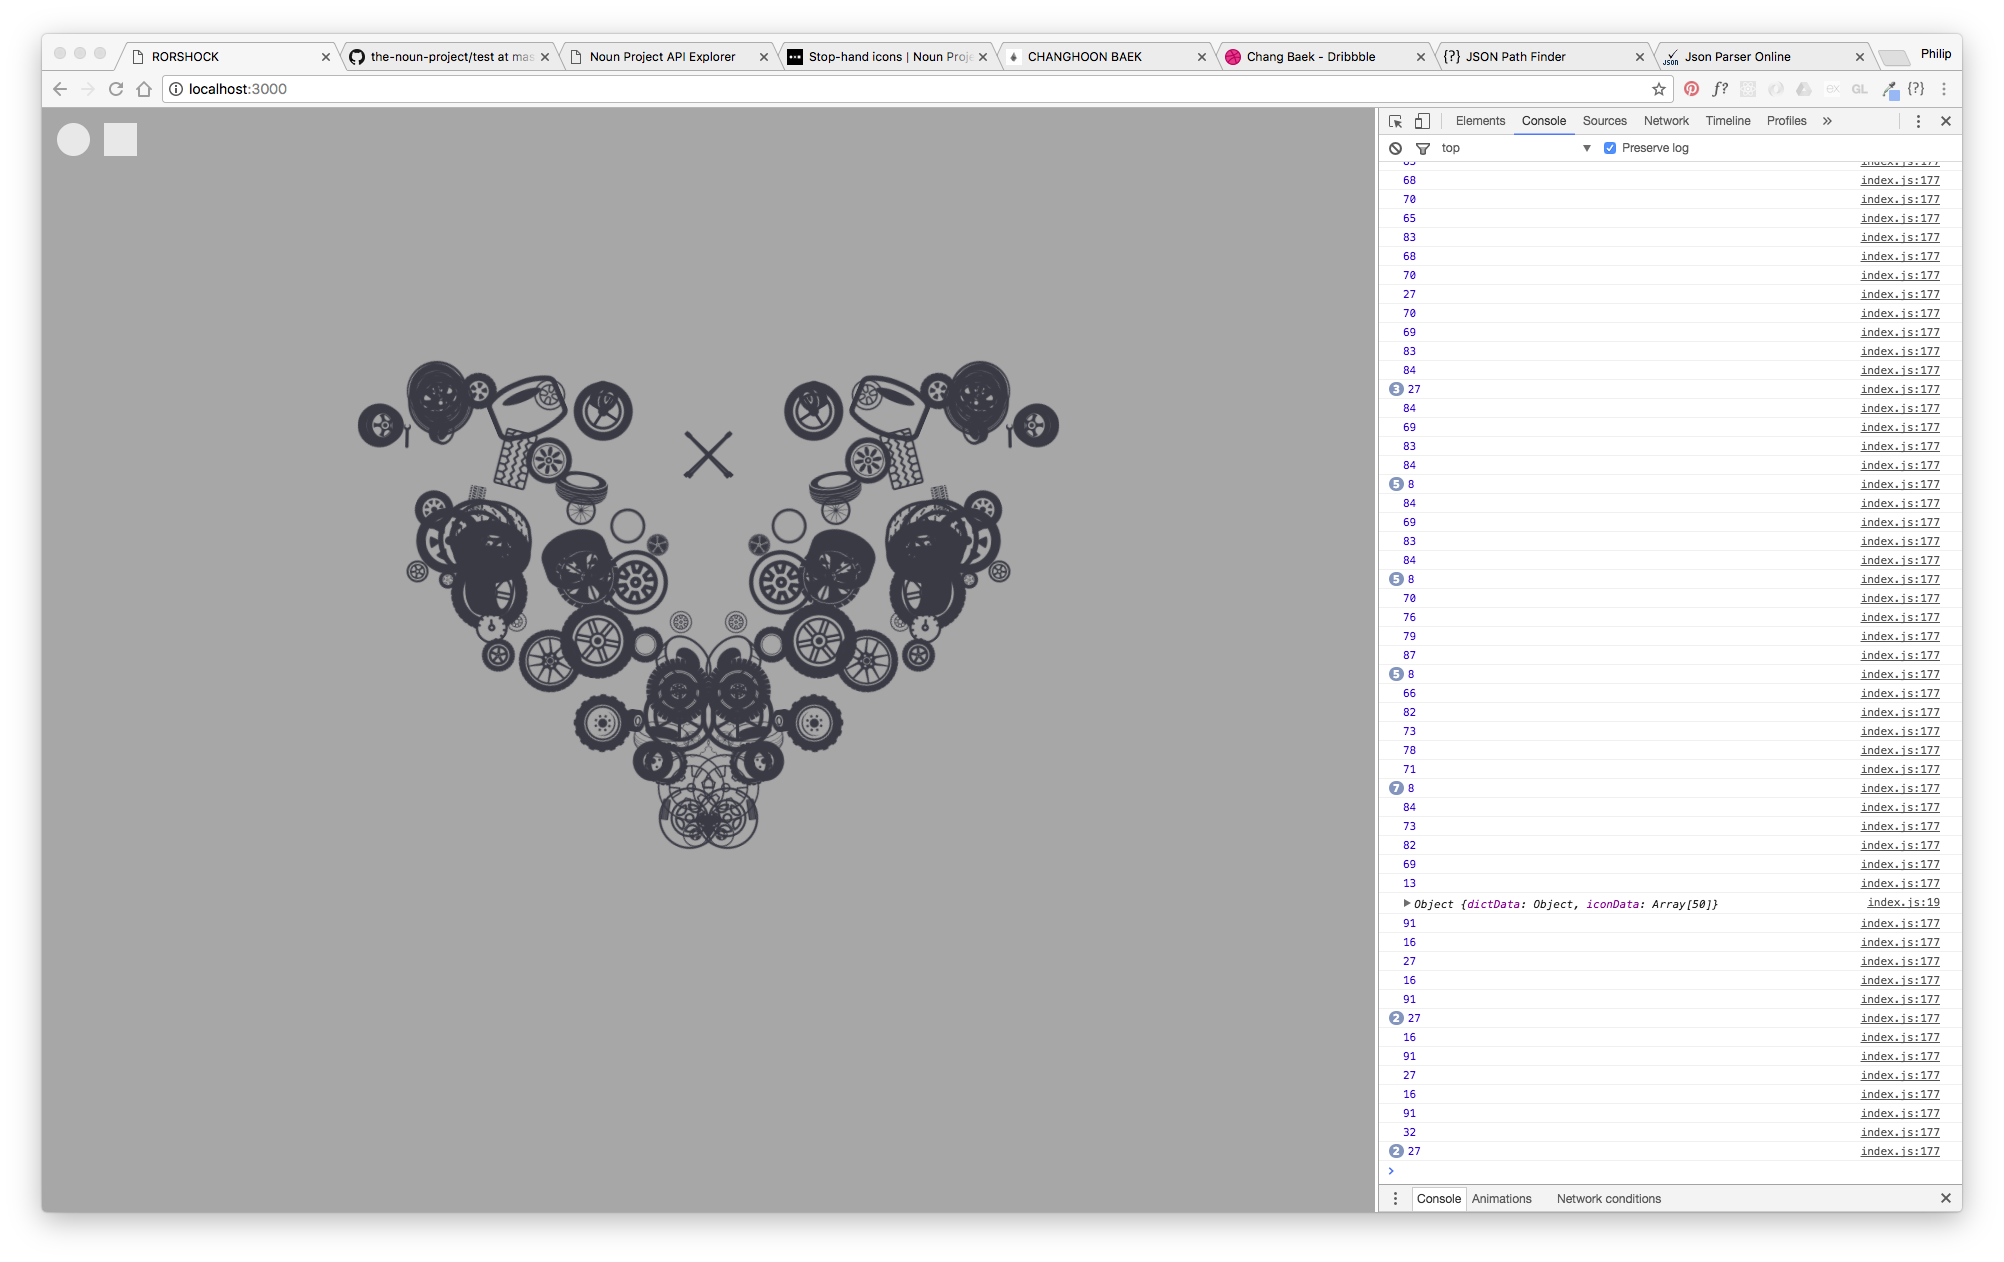 RORSHOCK
the-noun-project/test at mas
Noun Project API Explorer
Stop-hand icons | Noun Proje
CHANGHOON BAEK
Chang Baek - Dribbble
{?} JSON Path Finder
JSON Json Parser Online
Philip
localhost:3000
f? ex GL {?}
Elements Console Sources Network Timeline Profiles »
top Preserve log
83 index.js:177
68 index.js:177
70 index.js:177
65 index.js:177
83 index.js:177
68 index.js:177
70 index.js:177
27 index.js:177
70 index.js:177
69 index.js:177
83 index.js:177
84 index.js:177
3 27 index.js:177
84 index.js:177
69 index.js:177
83 index.js:177
84 index.js:177
5 8 index.js:177
84 index.js:177
69 index.js:177
83 index.js:177
84 index.js:177
5 8 index.js:177
70 index.js:177
76 index.js:177
79 index.js:177
87 index.js:177
5 8 index.js:177
66 index.js:177
82 index.js:177
73 index.js:177
78 index.js:177
71 index.js:177
7 8 index.js:177
84 index.js:177
73 index.js:177
82 index.js:177
69 index.js:177
13 index.js:177
Object {dictData: Object, iconData: Array[50]} index.js:19
91 index.js:177
16 index.js:177
27 index.js:177
16 index.js:177
91 index.js:177
2 27 index.js:177
16 index.js:177
91 index.js:177
27 index.js:177
16 index.js:177
91 index.js:177
32 index.js:177
2 27 index.js:177
Console Animations Network conditions